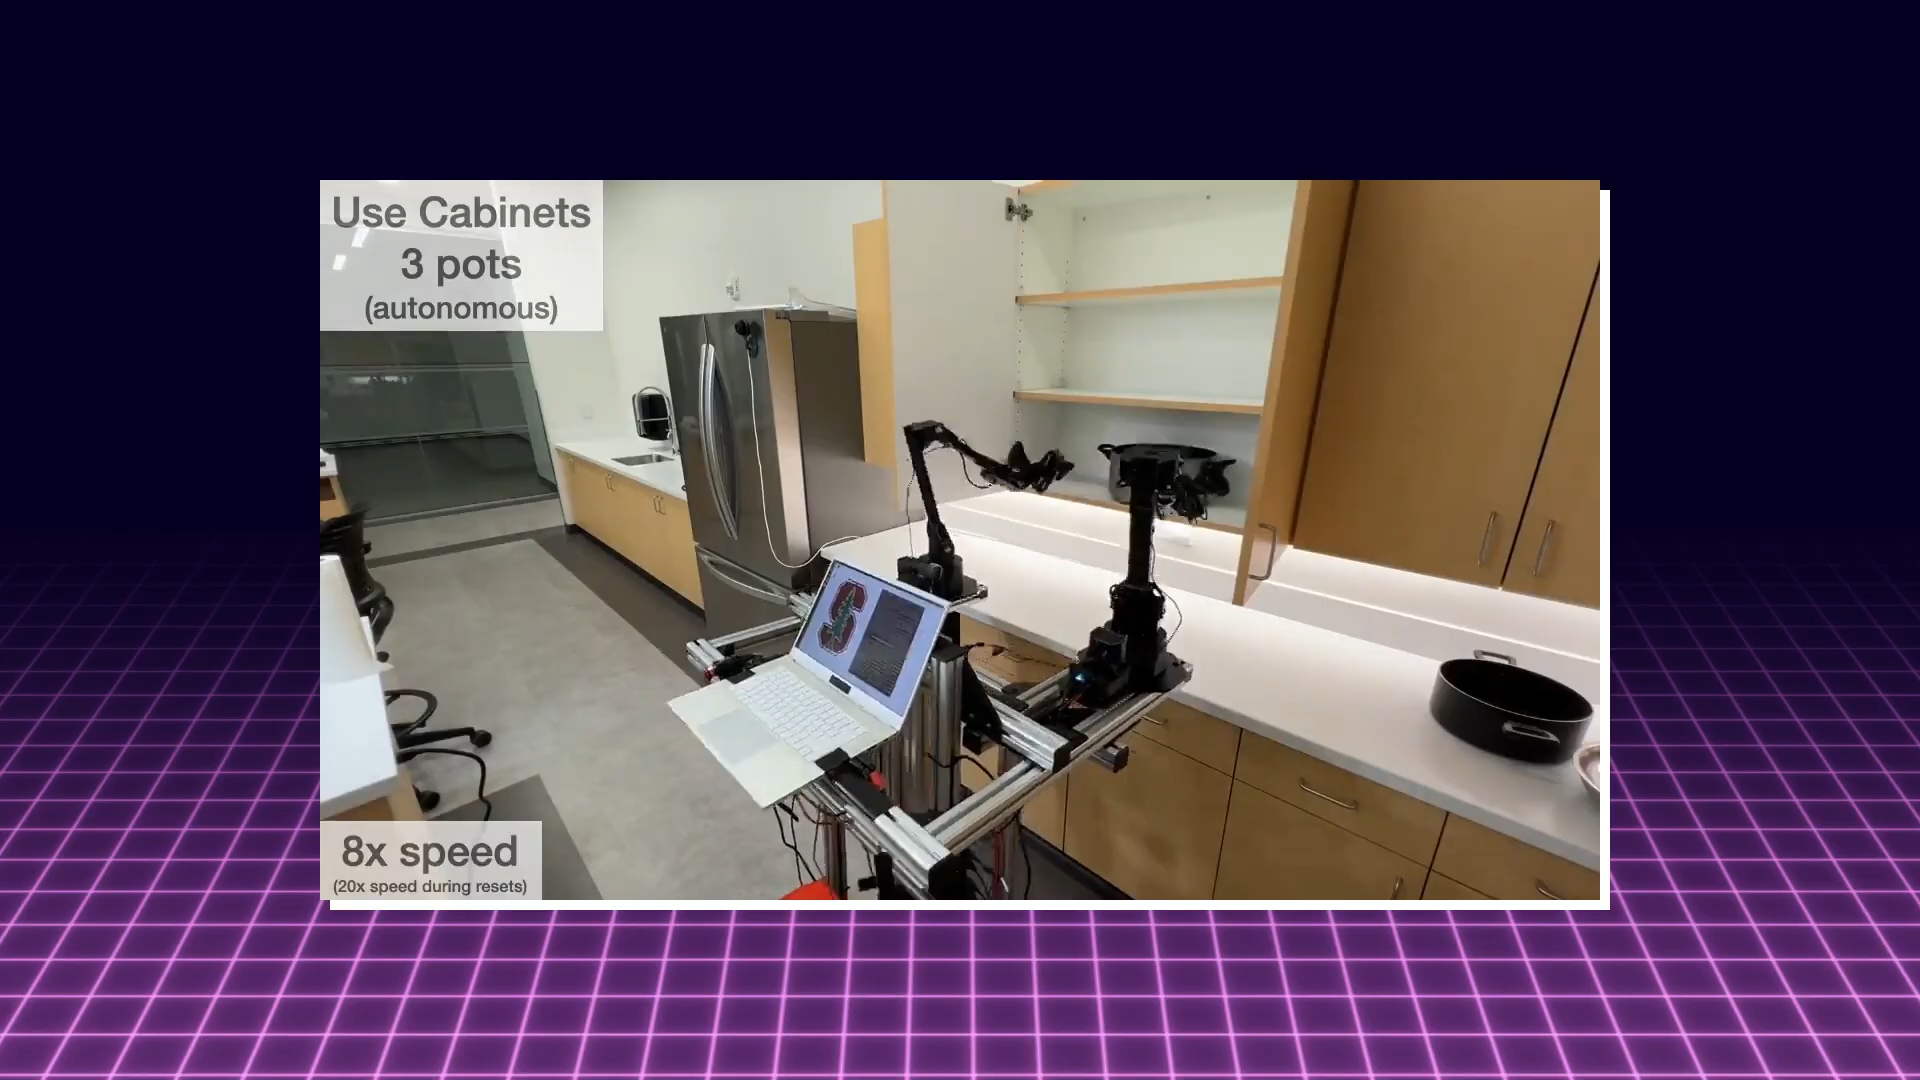 Use Cabinets
3 pots
(autonomous)
8x speed
(20x speed during resets)